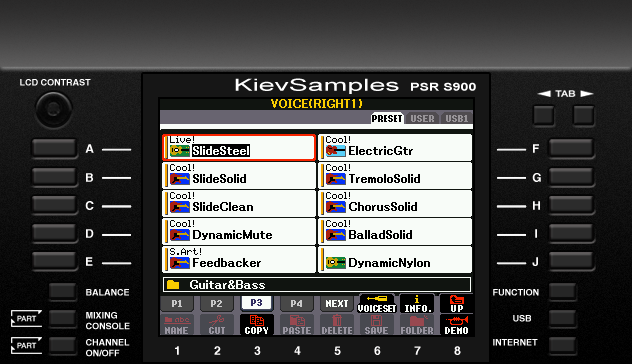 KievSamples PSR S900
LCD CONTRAST
TAB
VOICE(RIGHT1)
PRESET USER USB1
A
B
C
D
E
Live!
SlideSteel
Cool!
ElectricGtr
Cool!
SlideSolid
Cool!
TremoloSolid
Cool!
SlideClean
Cool!
ChorusSolid
Cool!
DynamicMute
Cool!
BalladSolid
S.Art!
Feedbacker
DynamicNylon
F
G
H
I
J
Guitar&Bass
P1 P2 P3 P4 NEXT VOICESET INFO. UP
NAME CUT COPY PASTE DELETE SAVE FOLDER DEMO
1 2 3 4 5 6 7 8
BALANCE
PART MIXING
CONSOLE
PART CHANNEL
ON/OFF
FUNCTION
USB
INTERNET